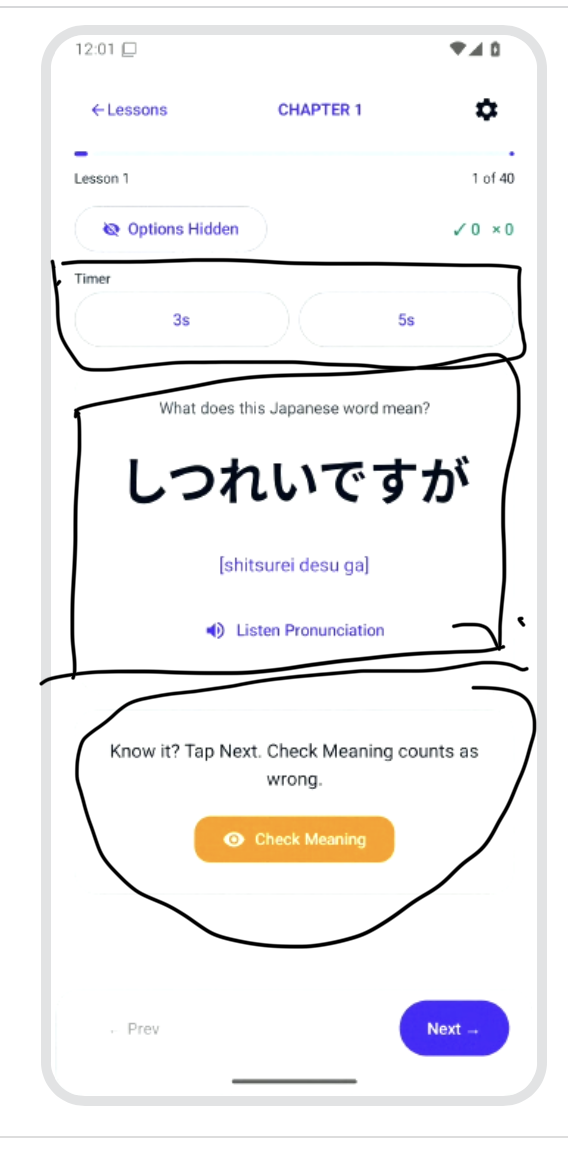 12:01
← Lessons
CHAPTER 1
Lesson 1
1 of 40
Options Hidden
✓ 0 × 0
Timer
3s
5s
What does this Japanese word mean?
しつれいですが
[shitsurei desu ga]
Listen Pronunciation
Know it? Tap Next. Check Meaning counts as
wrong.
Check Meaning
Prev
Next →